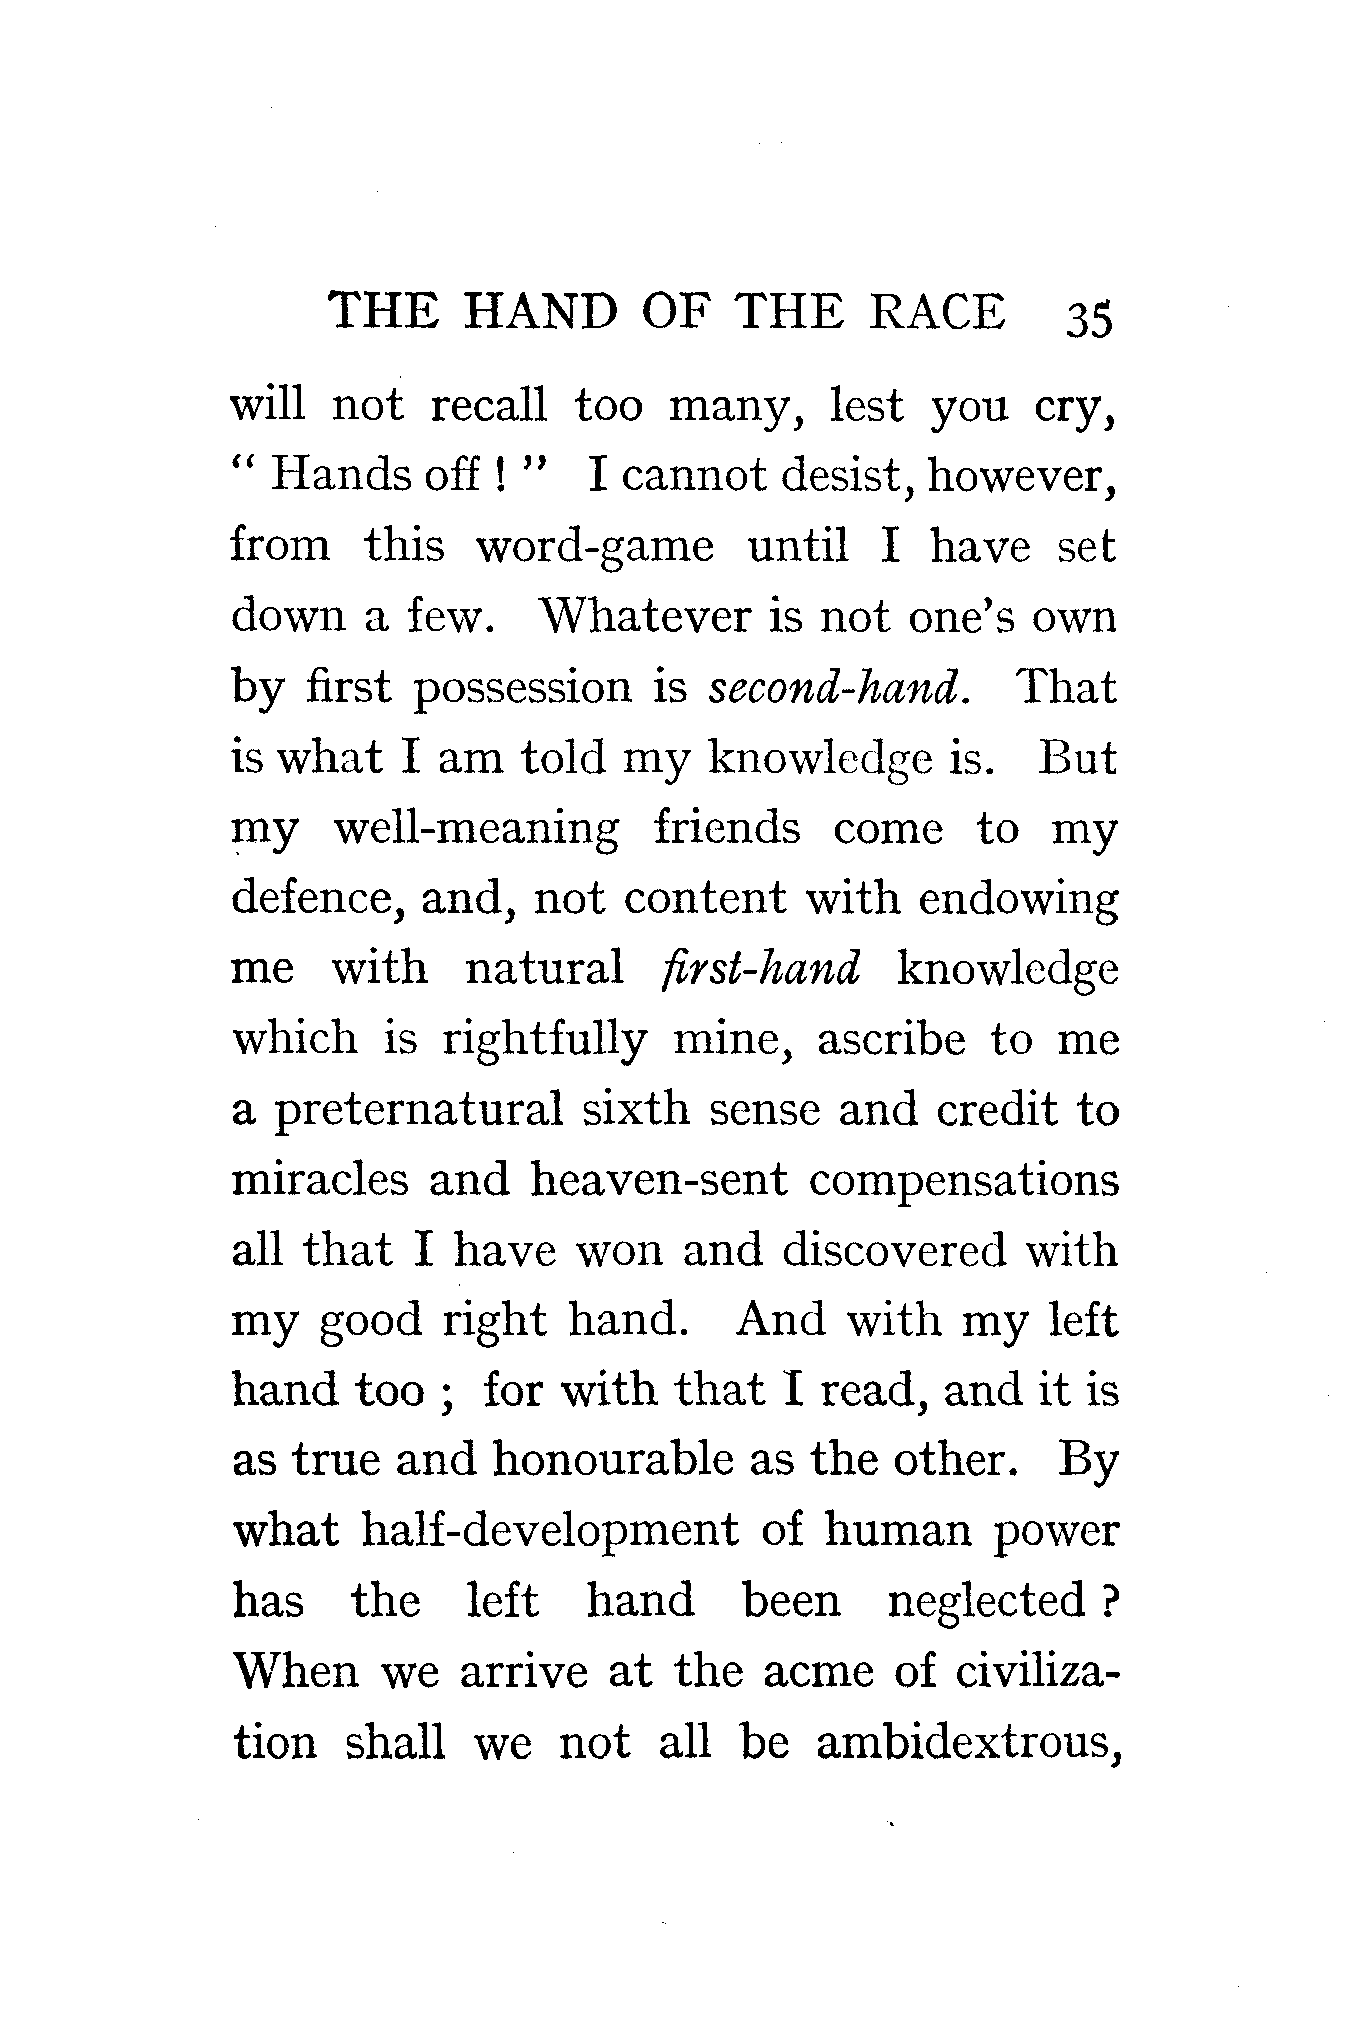 THE HAND OF THE RACE 35
will not recall too many, lest you cry,
“ Hands off ! ” I cannot desist, however,
from this word-game until I have set
down a few. Whatever is not one’s own
by first possession is second-hand. That
is what I am told my knowledge is. But
my well-meaning friends come to my
defence, and, not content with endowing
me with natural first-hand knowledge
which is rightfully mine, ascribe to me
a preternatural sixth sense and credit to
miracles and heaven-sent compensations
all that I have won and discovered with
my good right hand. And with my left
hand too ; for with that I read, and it is
as true and honourable as the other. By
what half-development of human power
has the left hand been neglected ?
When we arrive at the acme of civiliza-
tion shall we not all be ambidextrous,